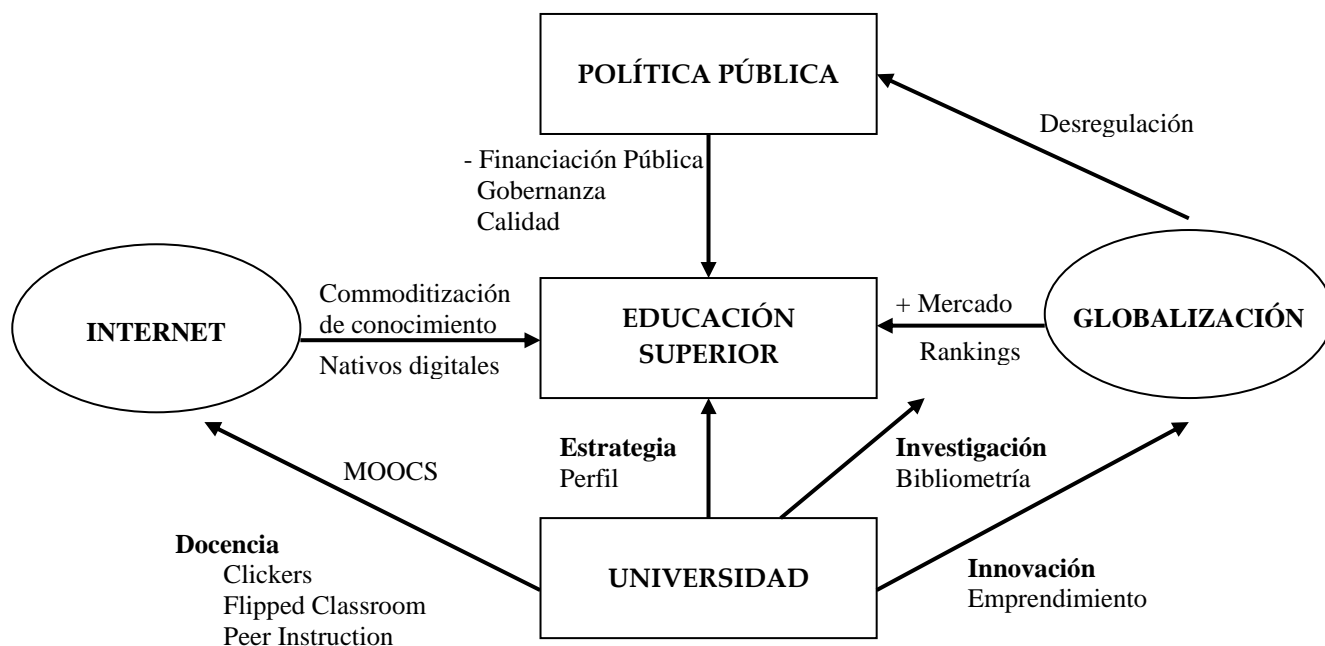 POLÍTICA PÚBLICA
Desregulación
- Financiación Pública
Gobernanza
Calidad
INTERNET
Commoditización
de conocimiento
Nativos digitales
EDUCACIÓN
SUPERIOR
+ Mercado
Rankings
GLOBALIZACIÓN
MOOCS
Estrategia
Perfil
Investigación
Bibliometría
Docencia
Clickers
Flipped Classroom
Peer Instruction
UNIVERSIDAD
Innovación
Emprendimiento